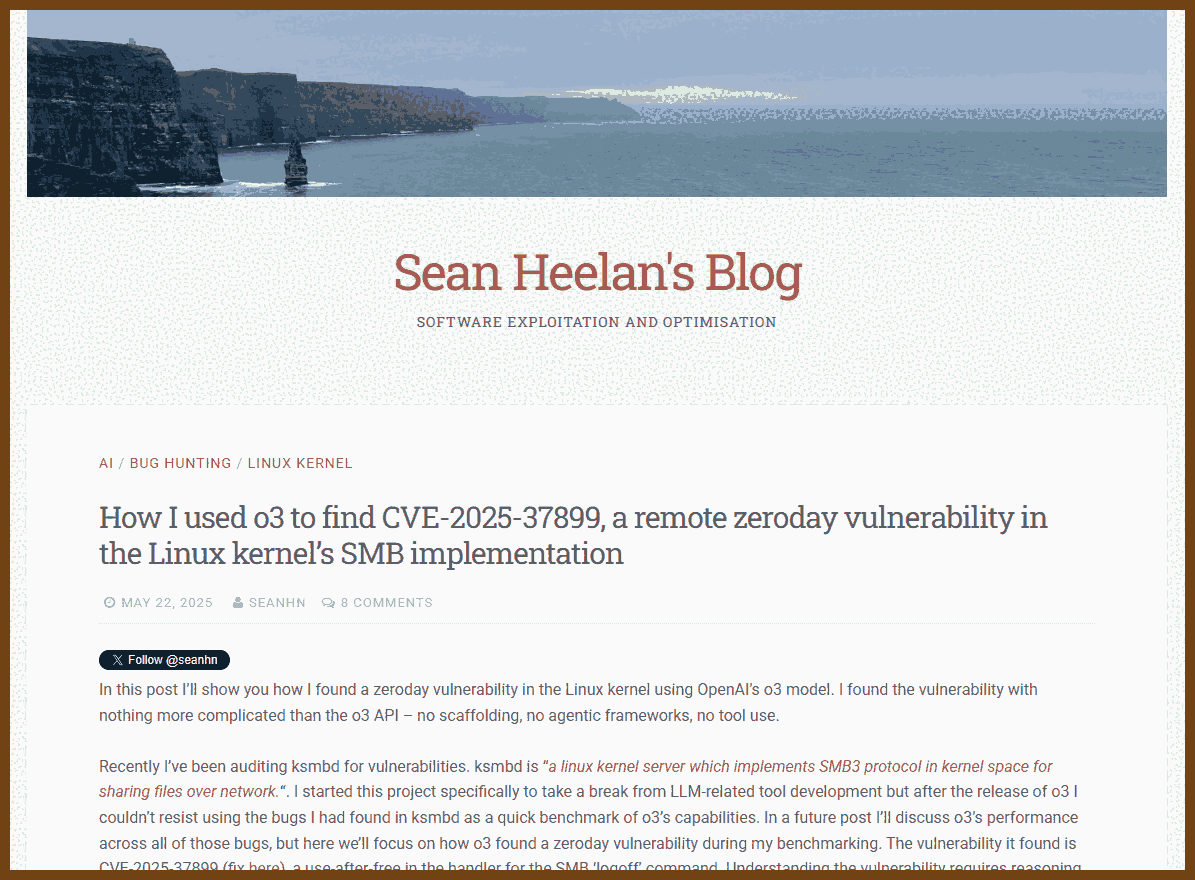 Sean Heelan's Blog
SOFTWARE EXPLOITATION AND OPTIMISATION
AI / BUG HUNTING / LINUX KERNEL
How I used o3 to find CVE-2025-37899, a remote zeroday vulnerability in
the Linux kernel’s SMB implementation
MAY 22, 2025 SEANHN 8 COMMENTS
X Follow @seanhn
In this post I’ll show you how I found a zeroday vulnerability in the Linux kernel using OpenAI’s o3 model. I found the vulnerability with
nothing more complicated than the o3 API – no scaffolding, no agentic frameworks, no tool use.
Recently I’ve been auditing ksmbd for vulnerabilities. ksmbd is “a linux kernel server which implements SMB3 protocol in kernel space for
sharing files over network.“. I started this project specifically to take a break from LLM-related tool development but after the release of o3 I
couldn’t resist using the bugs I had found in ksmbd as a quick benchmark of o3’s capabilities. In a future post I’ll discuss o3’s performance
across all of those bugs, but here we’ll focus on how o3 found a zeroday vulnerability during my benchmarking. The vulnerability it found is
CVE-2025-37899 (fix here), a use-after-free in the handler for the SMB ‘logoff’ command. Understanding the vulnerability requires reasoning